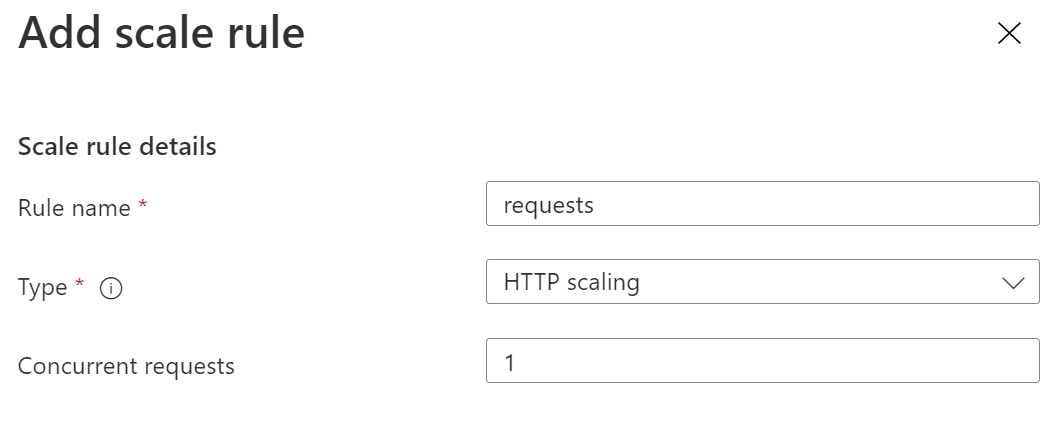 Add scale rule
Scale rule details
Rule name * requests
Type * HTTP scaling
Concurrent requests 1